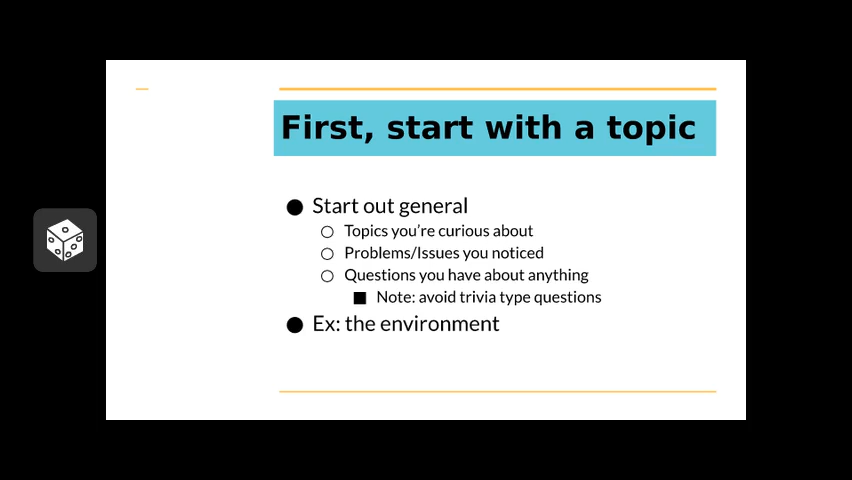 First, start with a topic
● Start out general
○ Topics you're curious about
○ Problems/Issues you noticed
○ Questions you have about anything
■ Note: avoid trivia type questions
● Ex: the environment